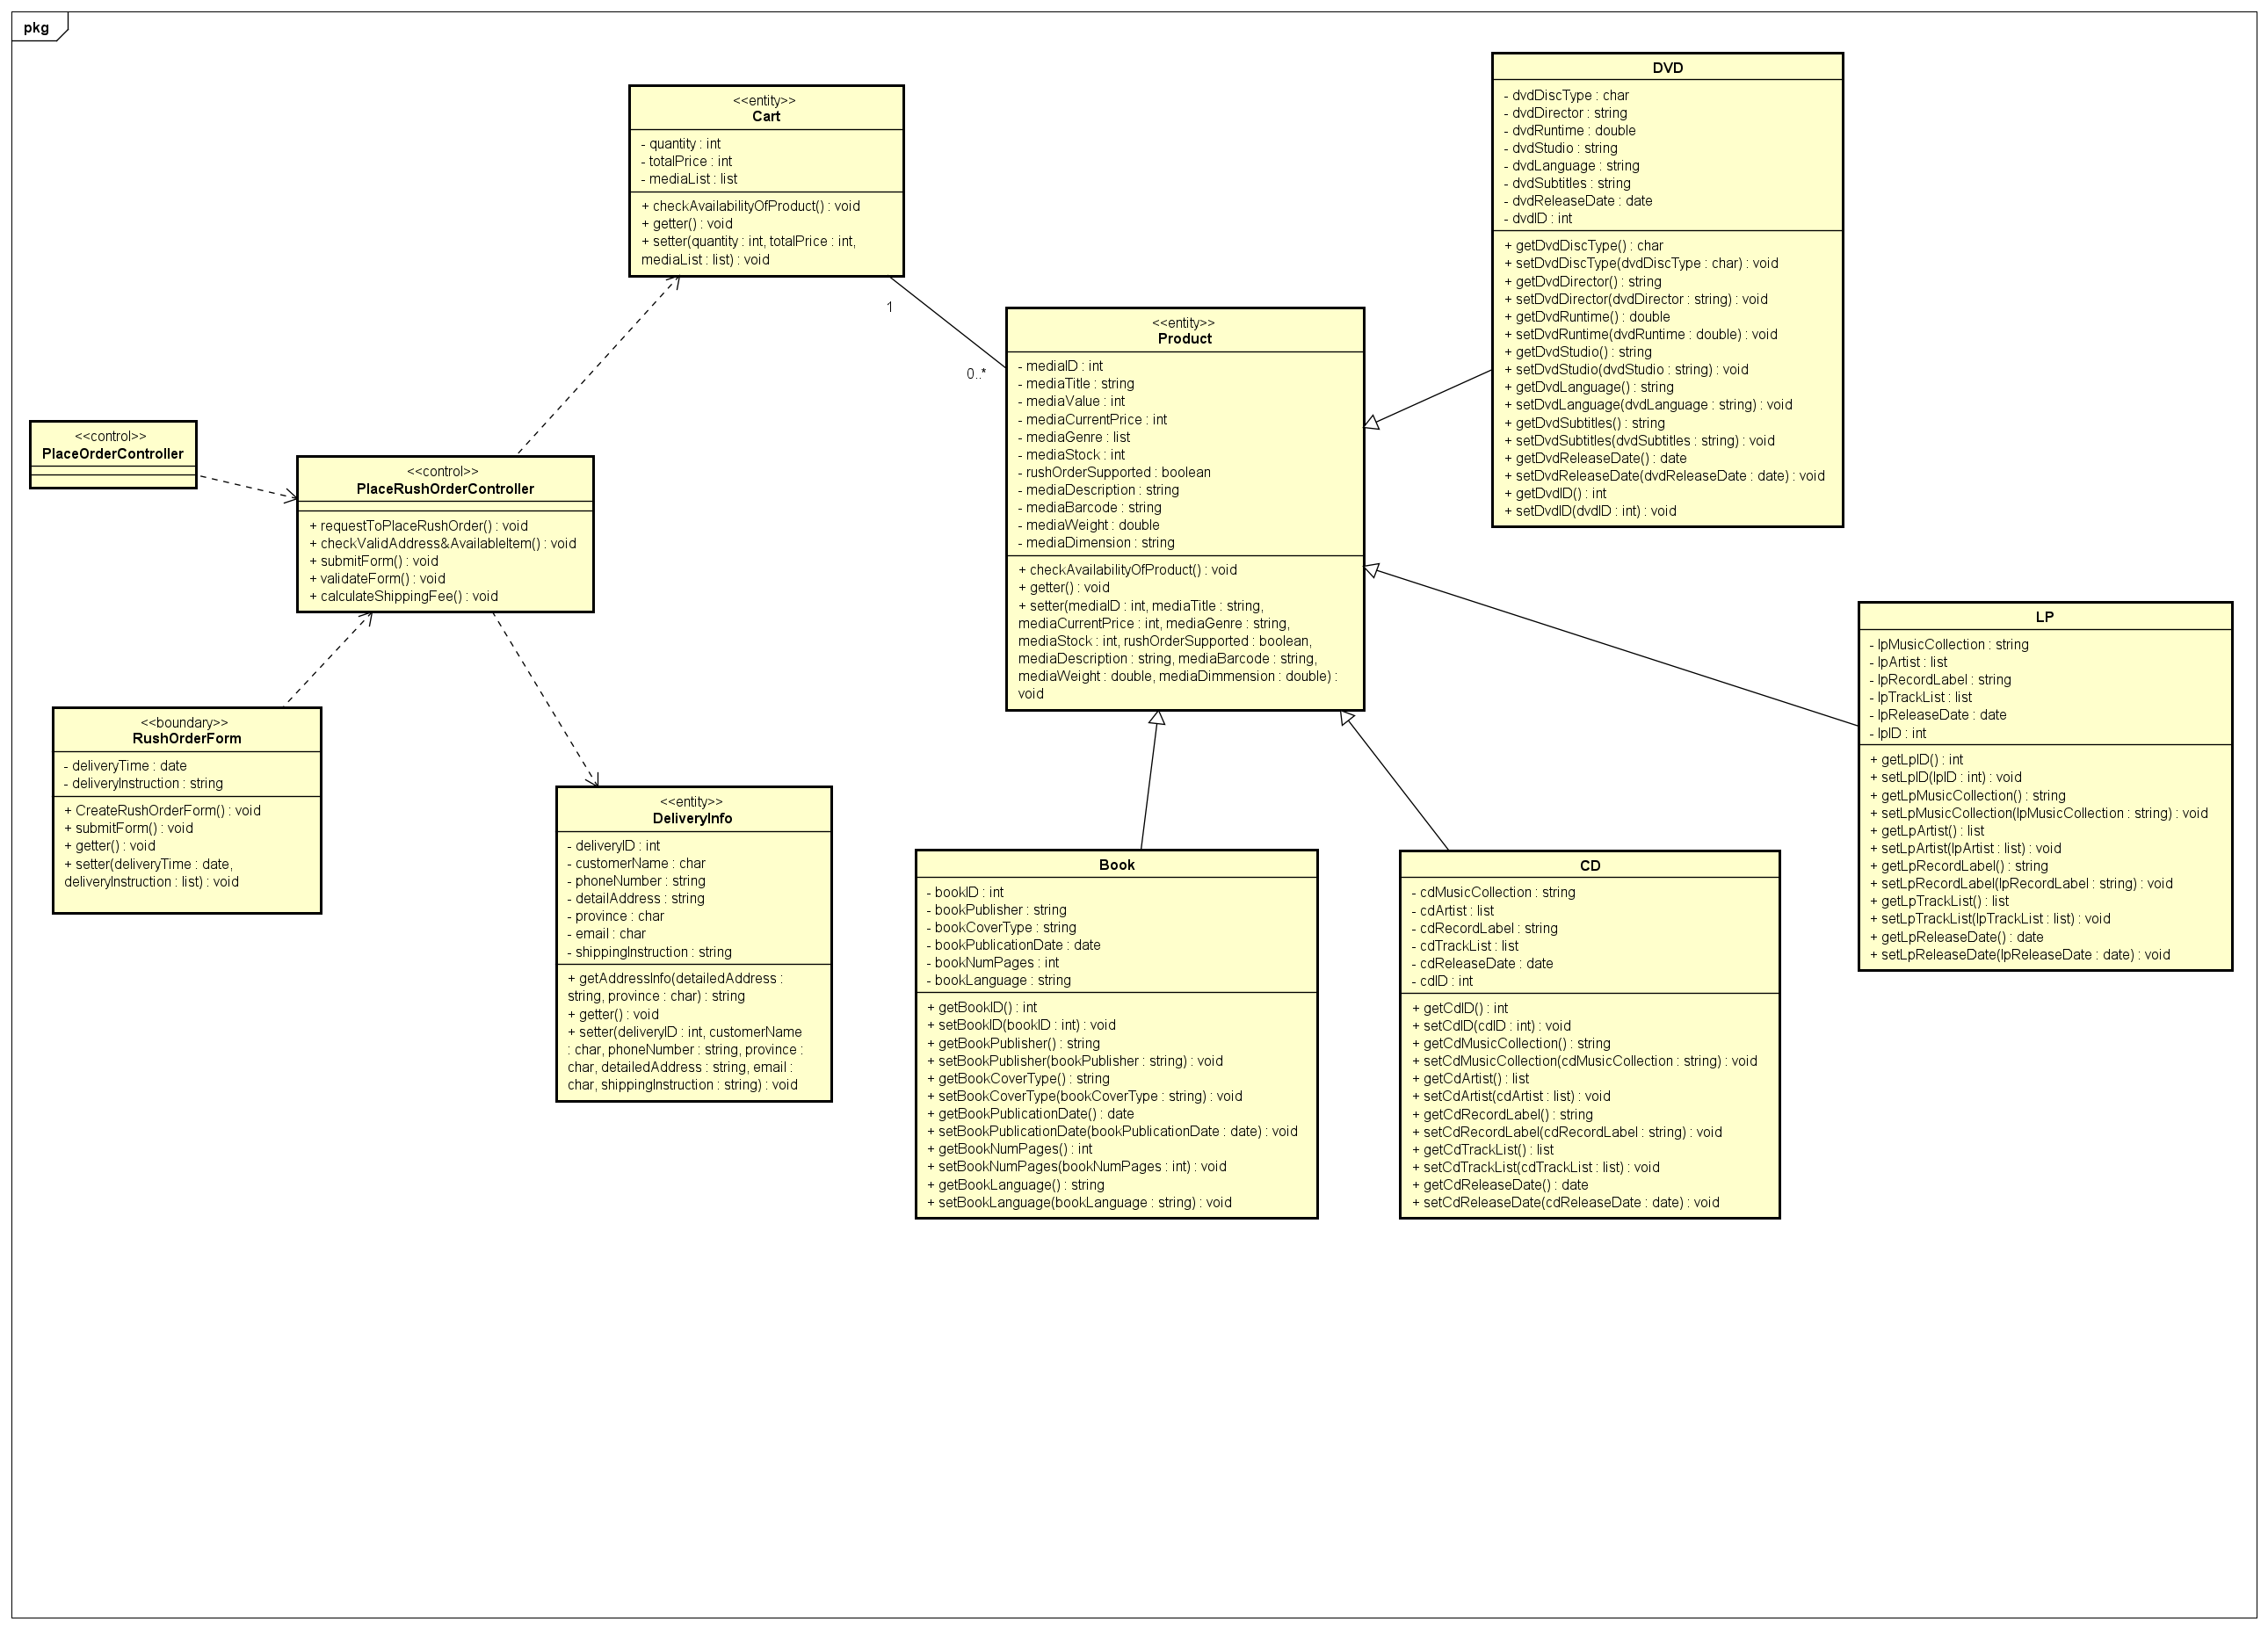 pkg
<<entity>>
Cart
- quantity : int
- totalPrice : int
- mediaList : list
+ checkAvailabilityOfProduct() : void
+ getter() : void
+ setter(quantity : int, totalPrice : int,
mediaList : list) : void
1
0..*
<<entity>>
Product
- mediaID : int
- mediaTitle : string
- mediaValue : int
- mediaCurrentPrice : int
- mediaGenre : list
- mediaStock : int
- rushOrderSupported : boolean
- mediaDescription : string
- mediaBarcode : string
- mediaWeight : double
- mediaDimension : string
+ checkAvailabilityOfProduct() : void
+ getter() : void
+ setter(mediaID : int, mediaTitle : string,
mediaCurrentPrice : int, mediaGenre : string,
mediaStock : int, rushOrderSupported : boolean,
mediaDescription : string, mediaBarcode : string,
mediaWeight : double, mediaDimmension : double) :
void
DVD
- dvdDiscType : char
- dvdDirector : string
- dvdRuntime : double
- dvdStudio : string
- dvdLanguage : string
- dvdSubtitles : string
- dvdReleaseDate : date
- dvdID : int
+ getDvdDiscType() : char
+ setDvdDiscType(dvdDiscType : char) : void
+ getDvdDirector() : string
+ setDvdDirector(dvdDirector : string) : void
+ getDvdRuntime() : double
+ setDvdRuntime(dvdRuntime : double) : void
+ getDvdStudio() : string
+ setDvdStudio(dvdStudio : string) : void
+ getDvdLanguage() : string
+ setDvdLanguage(dvdLanguage : string) : void
+ getDvdSubtitles() : string
+ setDvdSubtitles(dvdSubtitles : string) : void
+ getDvdReleaseDate() : date
+ setDvdReleaseDate(dvdReleaseDate : date) : void
+ getDvdID() : int
+ setDvdID(dvdID : int) : void
<<control>>
PlaceOrderController
<<control>>
PlaceRushOrderController
+ requestToPlaceRushOrder() : void
+ checkValidAddress&AvailableItem() : void
+ submitForm() : void
+ validateForm() : void
+ calculateShippingFee() : void
LP
- lpMusicCollection : string
- lpArtist : list
- lpRecordLabel : string
- lpTrackList : list
- lpReleaseDate : date
- lpID : int
+ getLpID() : int
+ setLpID(lpID : int) : void
+ getLpMusicCollection() : string
+ setLpMusicCollection(lpMusicCollection : string) : void
+ getLpArtist() : list
+ setLpArtist(lpArtist : list) : void
+ getLpRecordLabel() : string
+ setLpRecordLabel(lpRecordLabel : string) : void
+ getLpTrackList() : list
+ setLpTrackList(lpTrackList : list) : void
+ getLpReleaseDate() : date
+ setLpReleaseDate(lpReleaseDate : date) : void
<<boundary>>
RushOrderForm
- deliveryTime : date
- deliveryInstruction : string
+ CreateRushOrderForm() : void
+ submitForm() : void
+ getter() : void
+ setter(deliveryTime : date,
deliveryInstruction : list) : void
<<entity>>
DeliveryInfo
- deliveryID : int
- customerName : char
- phoneNumber : string
- detailAddress : string
- province : char
- email : char
- shippingInstruction : string
+ getAddressInfo(detailedAddress :
string, province : char) : string
+ getter() : void
+ setter(deliveryID : int, customerName
: char, phoneNumber : string, province :
char, detailedAddress : string, email :
char, shippingInstruction : string) : void
Book
- bookID : int
- bookPublisher : string
- bookCoverType : string
- bookPublicationDate : date
- bookNumPages : int
- bookLanguage : string
+ getBookID() : int
+ setBookID(bookID : int) : void
+ getBookPublisher() : string
+ setBookPublisher(bookPublisher : string) : void
+ getBookCoverType() : string
+ setBookCoverType(bookCoverType : string) : void
+ getBookPublicationDate() : date
+ setBookPublicationDate(bookPublicationDate : date) : void
+ getBookNumPages() : int
+ setBookNumPages(bookNumPages : int) : void
+ getBookLanguage() : string
+ setBookLanguage(bookLanguage : string) : void
CD
- cdMusicCollection : string
- cdArtist : list
- cdRecordLabel : string
- cdTrackList : list
- cdReleaseDate : date
- cdID : int
+ getCdID() : int
+ setCdID(cdID : int) : void
+ getCdMusicCollection() : string
+ setCdMusicCollection(cdMusicCollection : string) : void
+ getCdArtist() : list
+ setCdArtist(cdArtist : list) : void
+ getCdRecordLabel() : string
+ setCdRecordLabel(cdRecordLabel : string) : void
+ getCdTrackList() : list
+ setCdTrackList(cdTrackList : list) : void
+ getCdReleaseDate() : date
+ setCdReleaseDate(cdReleaseDate : date) : void